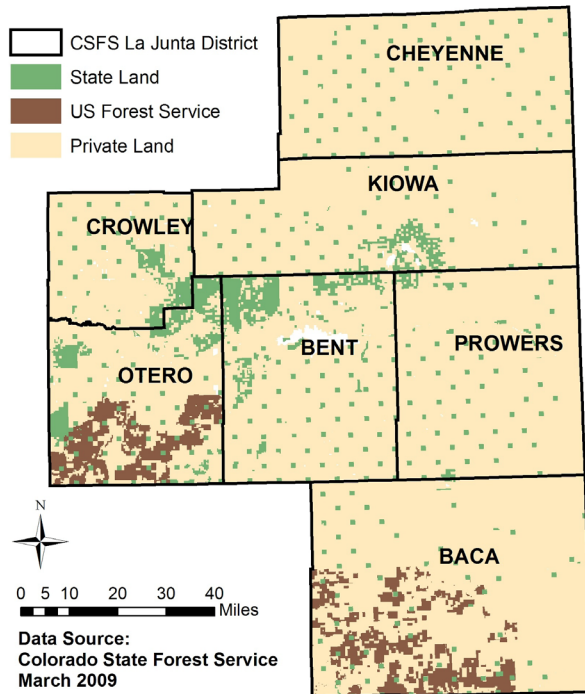 CSFS La Junta District
State Land
US Forest Service
Private Land
CHEYENNE
KIOWA
CROWLEY
BENT
PROWERS
OTERO
BACA
N
0 5 10 20 30 40
Miles
Data Source:
Colorado State Forest Service
March 2009